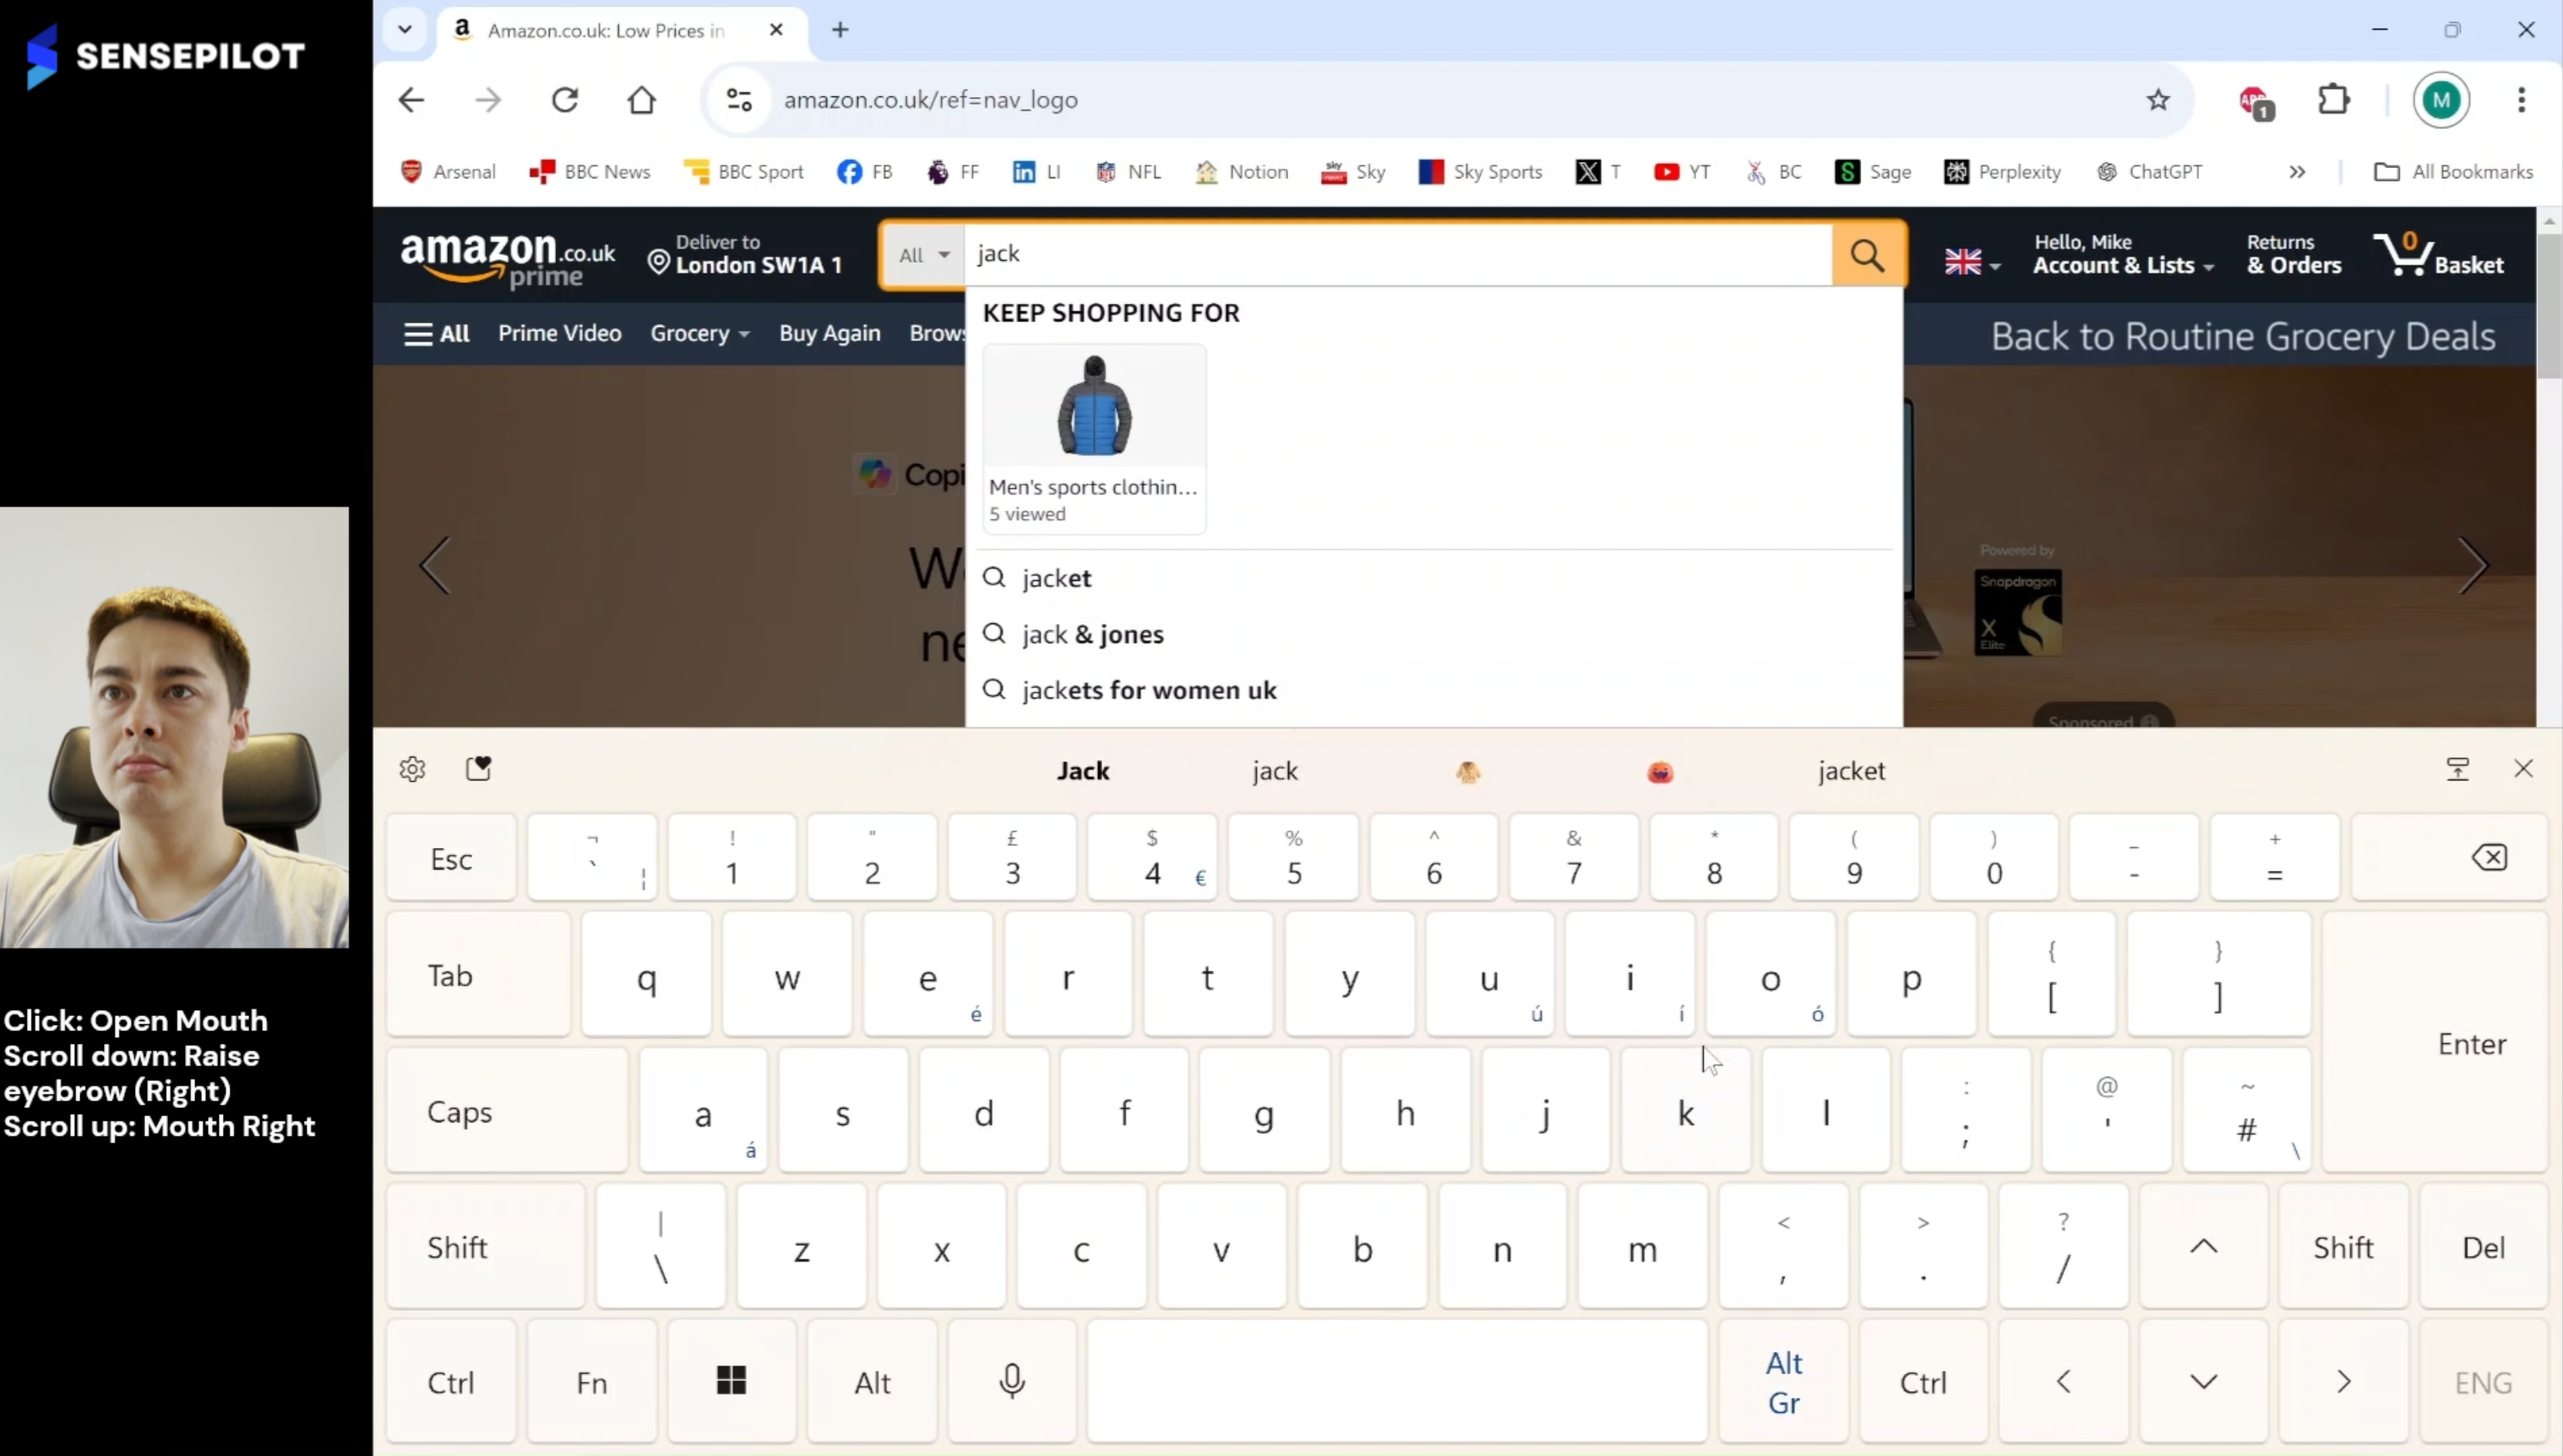 SENSEPILOT
Click: Open Mouth
Scroll down: Raise
eyebrow (Right)
Scroll up: Mouth Right
Amazon.co.uk: Low Prices in
amazon.co.uk/ref=nav_logo
ABP 1
M
Arsenal BBC News BBC Sport FB FF LI NFL Notion Sky Sky Sports T YT BC Sage Perplexity ChatGPT » All Bookmarks
amazon.co.uk
prime
Deliver to
London SW1A 1
All
jack
Hello, Mike
Account & Lists
Returns
& Orders
0
Basket
All Prime Video Grocery Buy Again Brows
Back to Routine Grocery Deals
KEEP SHOPPING FOR
Men's sports clothin...
5 viewed
jacket
jack & jones
jackets for women uk
Copi
ne
Powered by
Snapdragon
X
Elite
Sponsored
Jack jack jacket
Esc ¬ ` ¦ ! 1 " 2 £ 3 $ 4 € % 5 ^ 6 & 7 * 8 ( 9 ) 0 _ - + =
Tab q w e é r t y u ú i í o ó p { [ } ] Enter
Caps a á s d f g h j k l : ; @ ' ~ # \
Shift | \ z x c v b n m < , > . ? / Shift Del
Ctrl Fn Alt Alt Gr Ctrl ENG